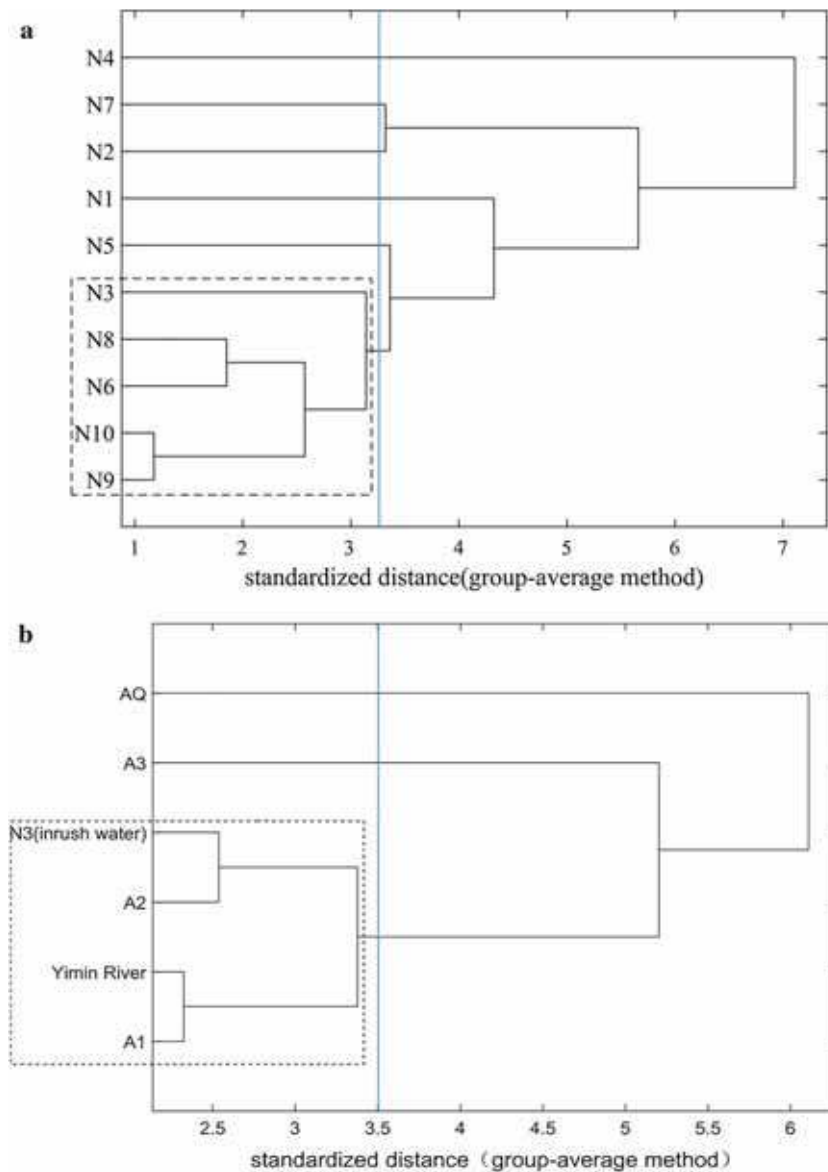 a
N4
N7
N2
N1
N5
N3
N8
N6
N10
N9
1 2 3 4 5 6 7
standardized distance(group-average method)
b
AQ
A3
N3(inrush water)
A2
Yimin River
A1
2.5 3 3.5 4 4.5 5 5.5 6
standardized distance（group-average method）